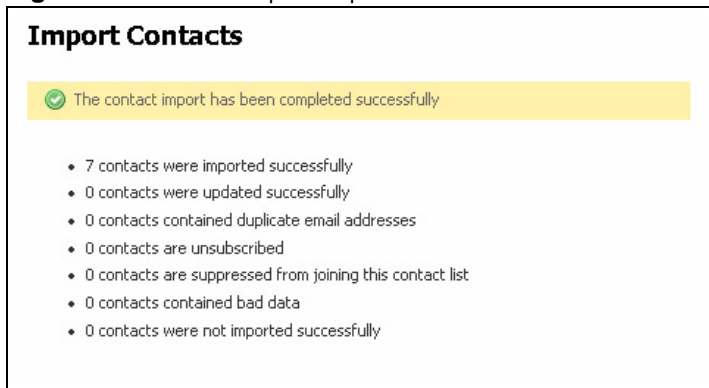 Import Contacts
The contact import has been completed successfully
• 7 contacts were imported successfully
• 0 contacts were updated successfully
• 0 contacts contained duplicate email addresses
• 0 contacts are unsubscribed
• 0 contacts are suppressed from joining this contact list
• 0 contacts contained bad data
• 0 contacts were not imported successfully